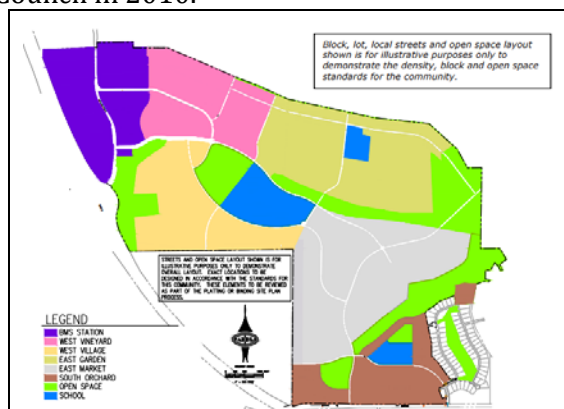 Council in 2010.
Block, lot, local streets and open space layout
shown is for illustrative purposes only to
demonstrate the density, block and open space
standards for the community.
STREETS AND OPEN SPACE LAYOUT SHOWN IS FOR
ILLUSTRATIVE PURPOSES ONLY TO DEMONSTRATE
OVERALL LAYOUT. EXACT LOCATIONS TO BE
DESIGNED IN ACCORDANCE WITH THE STANDARDS FOR
THIS COMMUNITY. THESE ELEMENTS TO BE REVIEWED
AS PART OF THE PLATTING OR BINDING SITE PLAN
PROCESS.
LEGEND
BMS STATION
WEST VINEYARD
WEST VILLAGE
EAST GARDEN
EAST MARKET
SOUTH ORCHARD
OPEN SPACE
SCHOOL